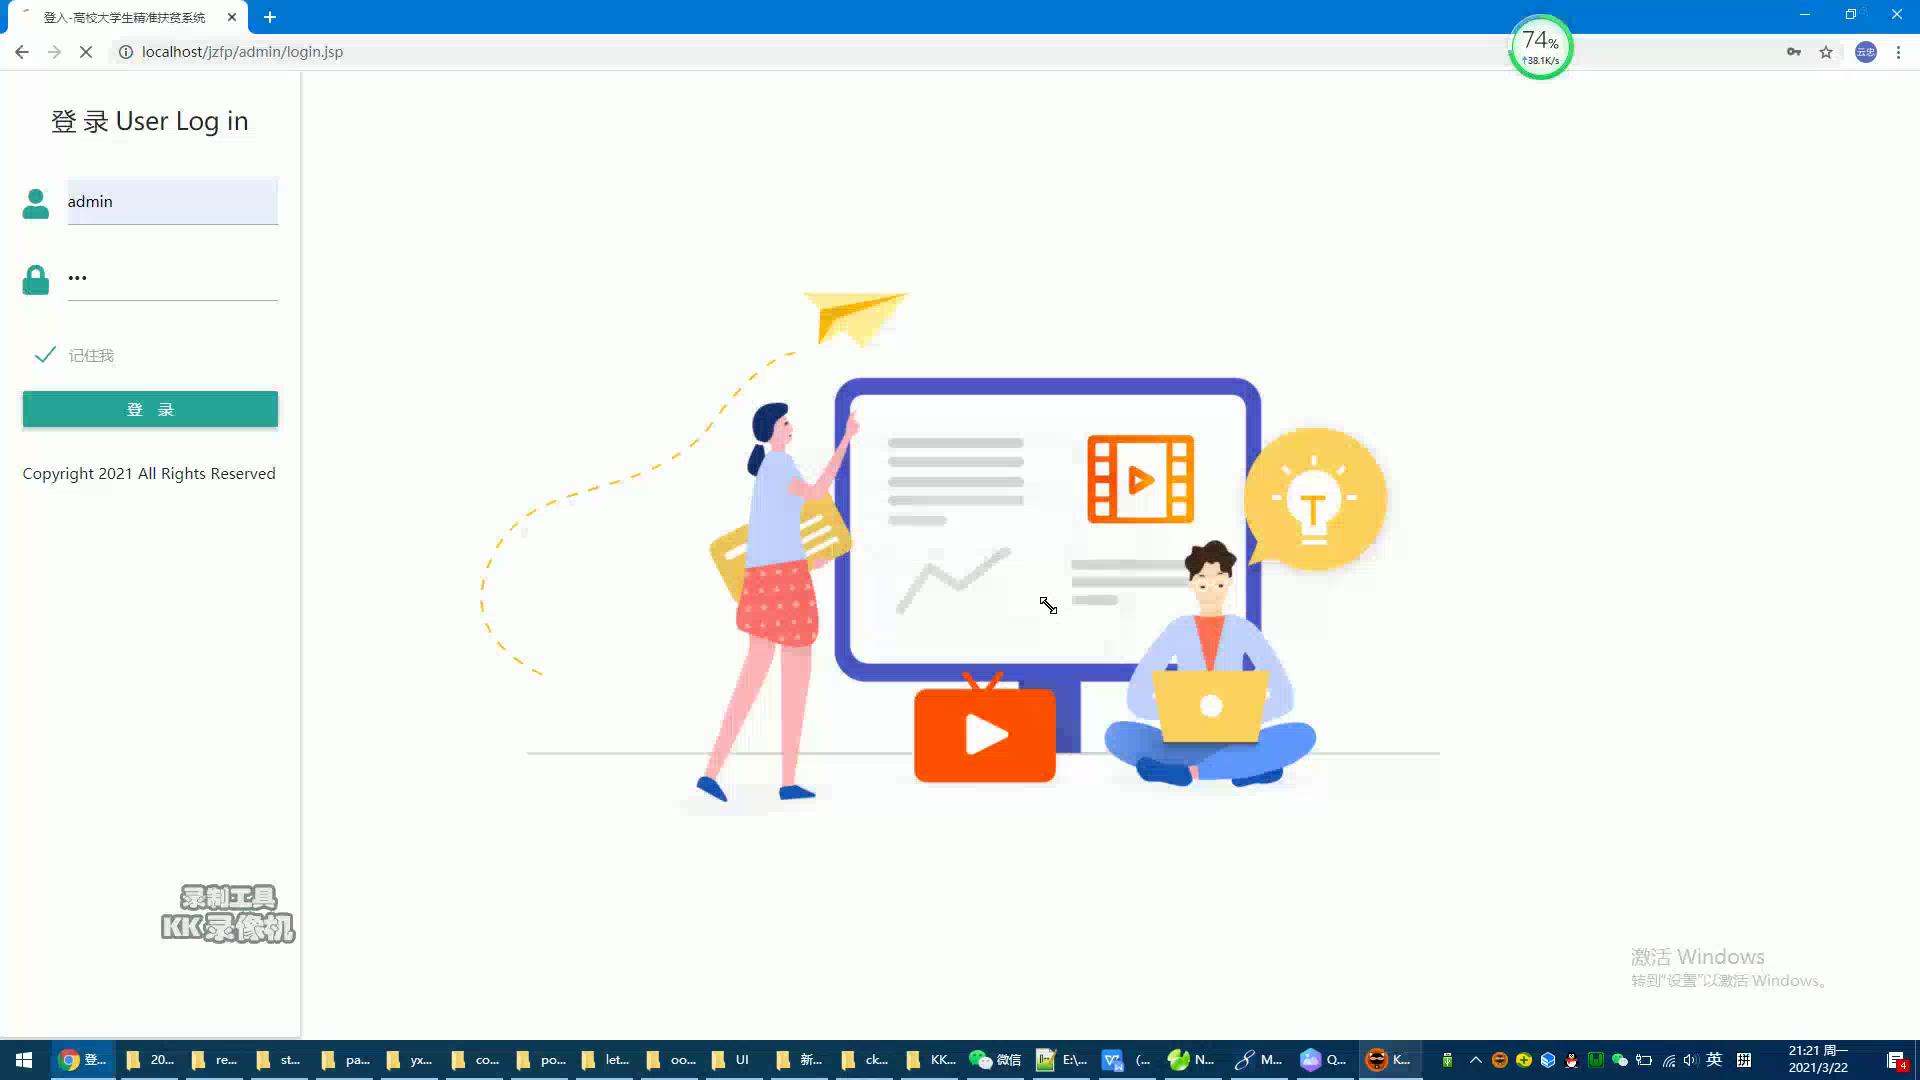 登入-高校大学生精准扶贫系统
localhost/jzfp/admin/login.jsp
74%
↑38.1K/s
云忠
登 录 User Log in
admin
•••
记住我
登 录
Copyright 2021 All Rights Reserved
T
录制工具
KK录像机
激活 Windows
转到“设置”以激活 Windows。
登... 20... re... st... pa... yx... co... po... let... oo... UI 新... ck... KK... 微信 E:\... (... N... M... Q... K... 英 拼
21:21 周一
2021/3/22
4